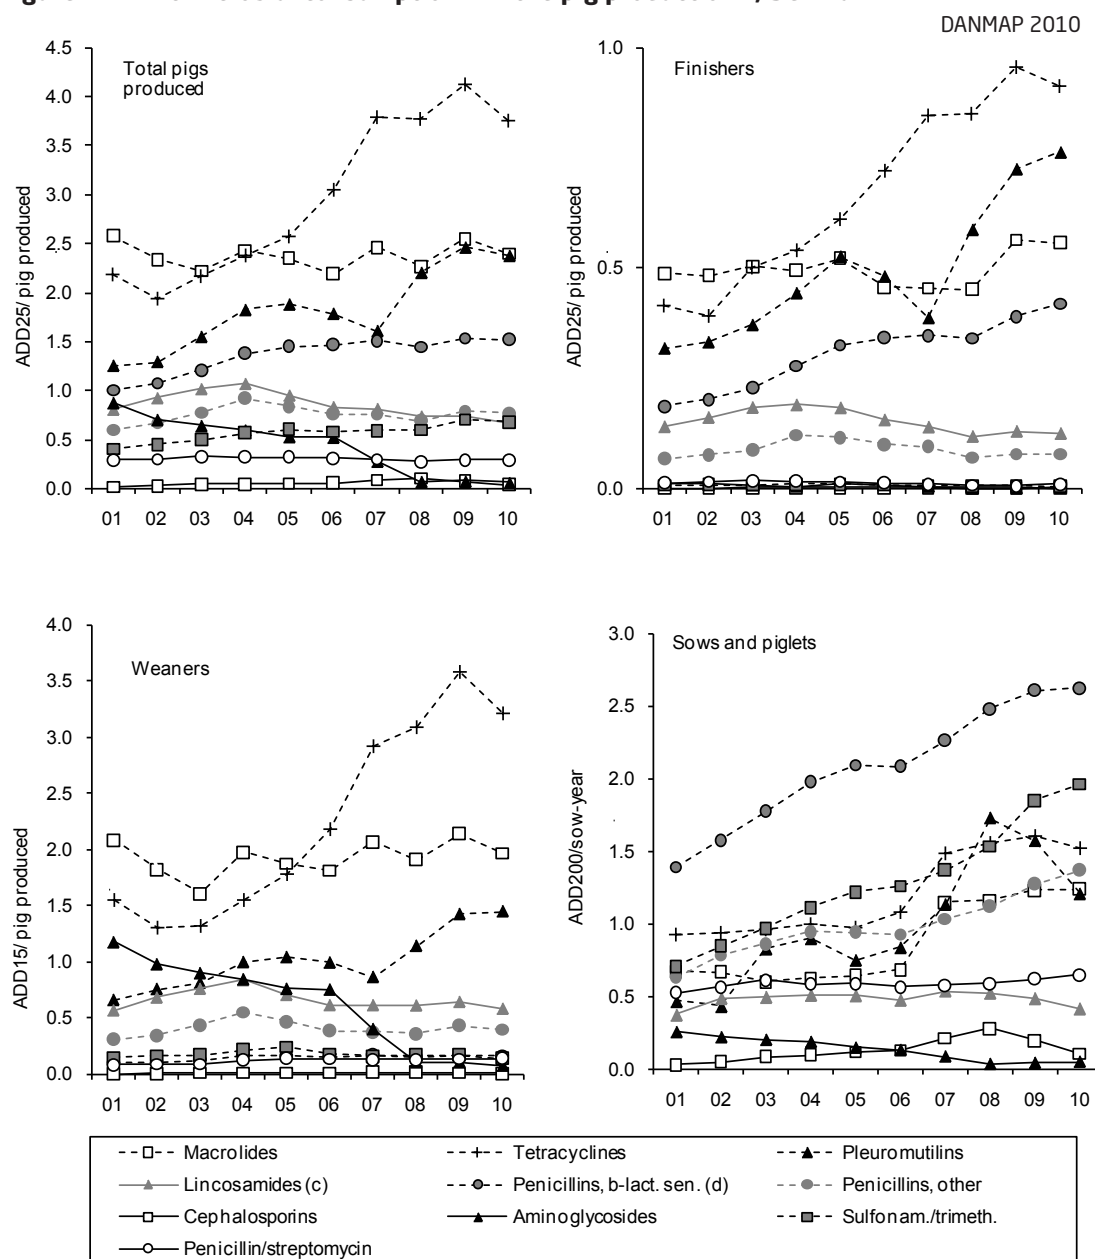 DANMAP 2010
4.5
4.0
3.5
3.0
2.5
2.0
1.5
1.0
0.5
0.0
ADD25/ pig produced
Total pigs
produced
01 02 03 04 05 06 07 08 09 10
1.0
0.5
0.0
ADD25/ pig produced
Finishers
01 02 03 04 05 06 07 08 09 10
4.0
3.5
3.0
2.5
2.0
1.5
1.0
0.5
0.0
ADD15/ pig produced
Weaners
01 02 03 04 05 06 07 08 09 10
3.0
2.5
2.0
1.5
1.0
0.5
0.0
ADD200/sow-year
Sows and piglets
01 02 03 04 05 06 07 08 09 10
Macrolides Tetracyclines Pleuromutilins
Lincosamides (c) Penicillins, b-lact. sen. (d) Penicillins, other
Cephalosporins Aminoglycosides Sulfonam./trimeth.
Penicillin/streptomycin